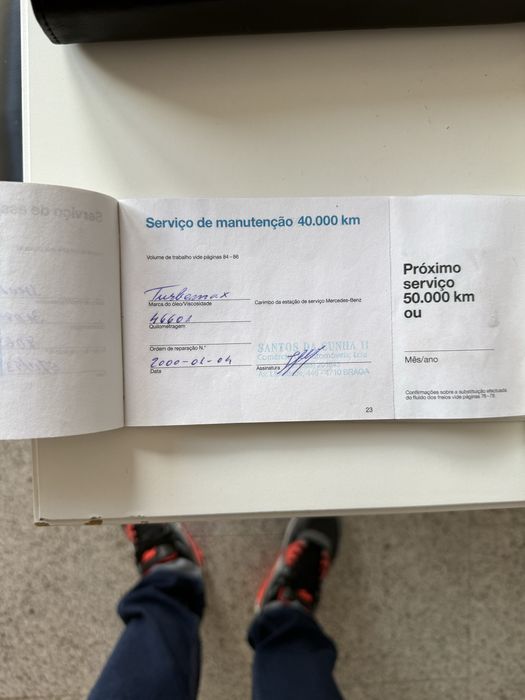 Serviço de manutenção 40.000 km
Volume de trabalho vide páginas 84-86
Turbomax
Marca do óleo/Viscosidade
Carimbo da estação de serviço Mercedes-Benz
46601
Quilometragem
Ordem de reparação N.°
2000-01-04
Data
SANTOS DA CUNHA 11
Assinatura
4710 BRAGA
23
Próximo
serviço
50.000 km
ou
Mês/ano
Confirmações sobre a substituição efectuada
do fluido dos freios vide páginas 76-78.